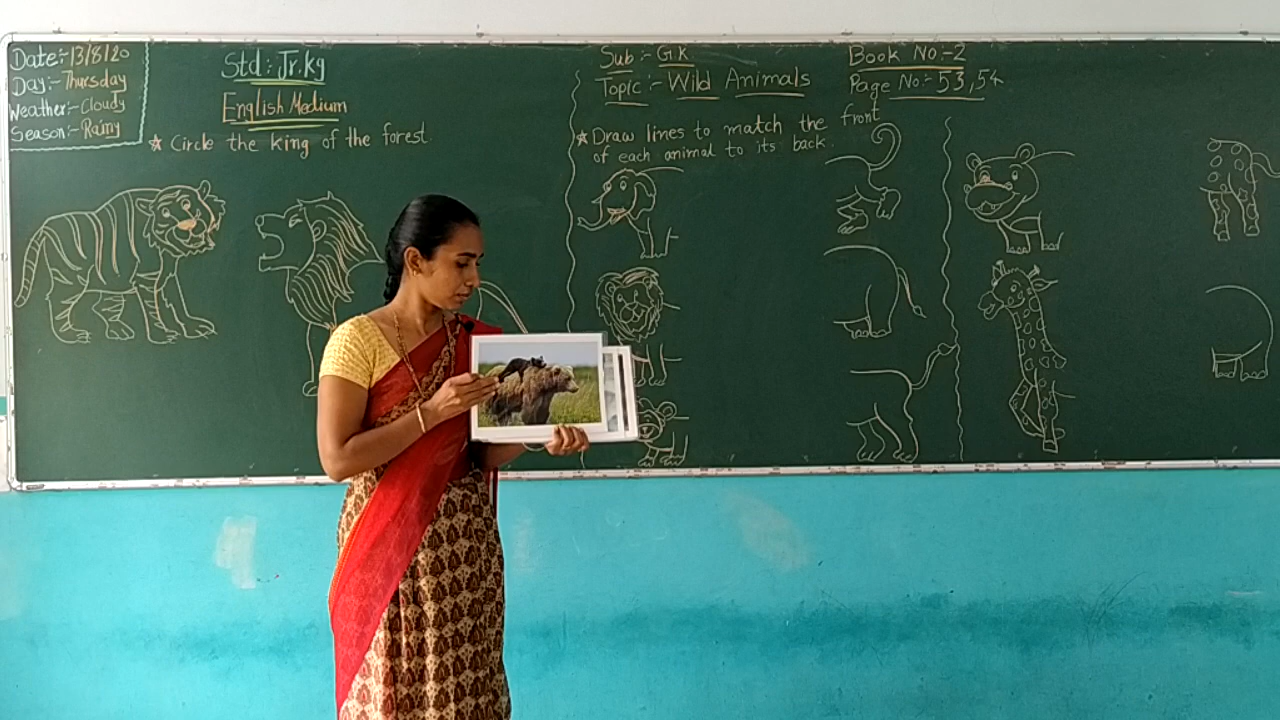 Date:-13/8/20
Day:- Thursday
Weather:- Cloudy
Season:- Rainy
Std:- Jr.kg
English Medium
★ Circle the king of the forest
Sub:- G.K
Topic:- Wild Animals
Book No:-2
Page No:- 53,54
★ Draw lines to match the front
of each animal to its back.